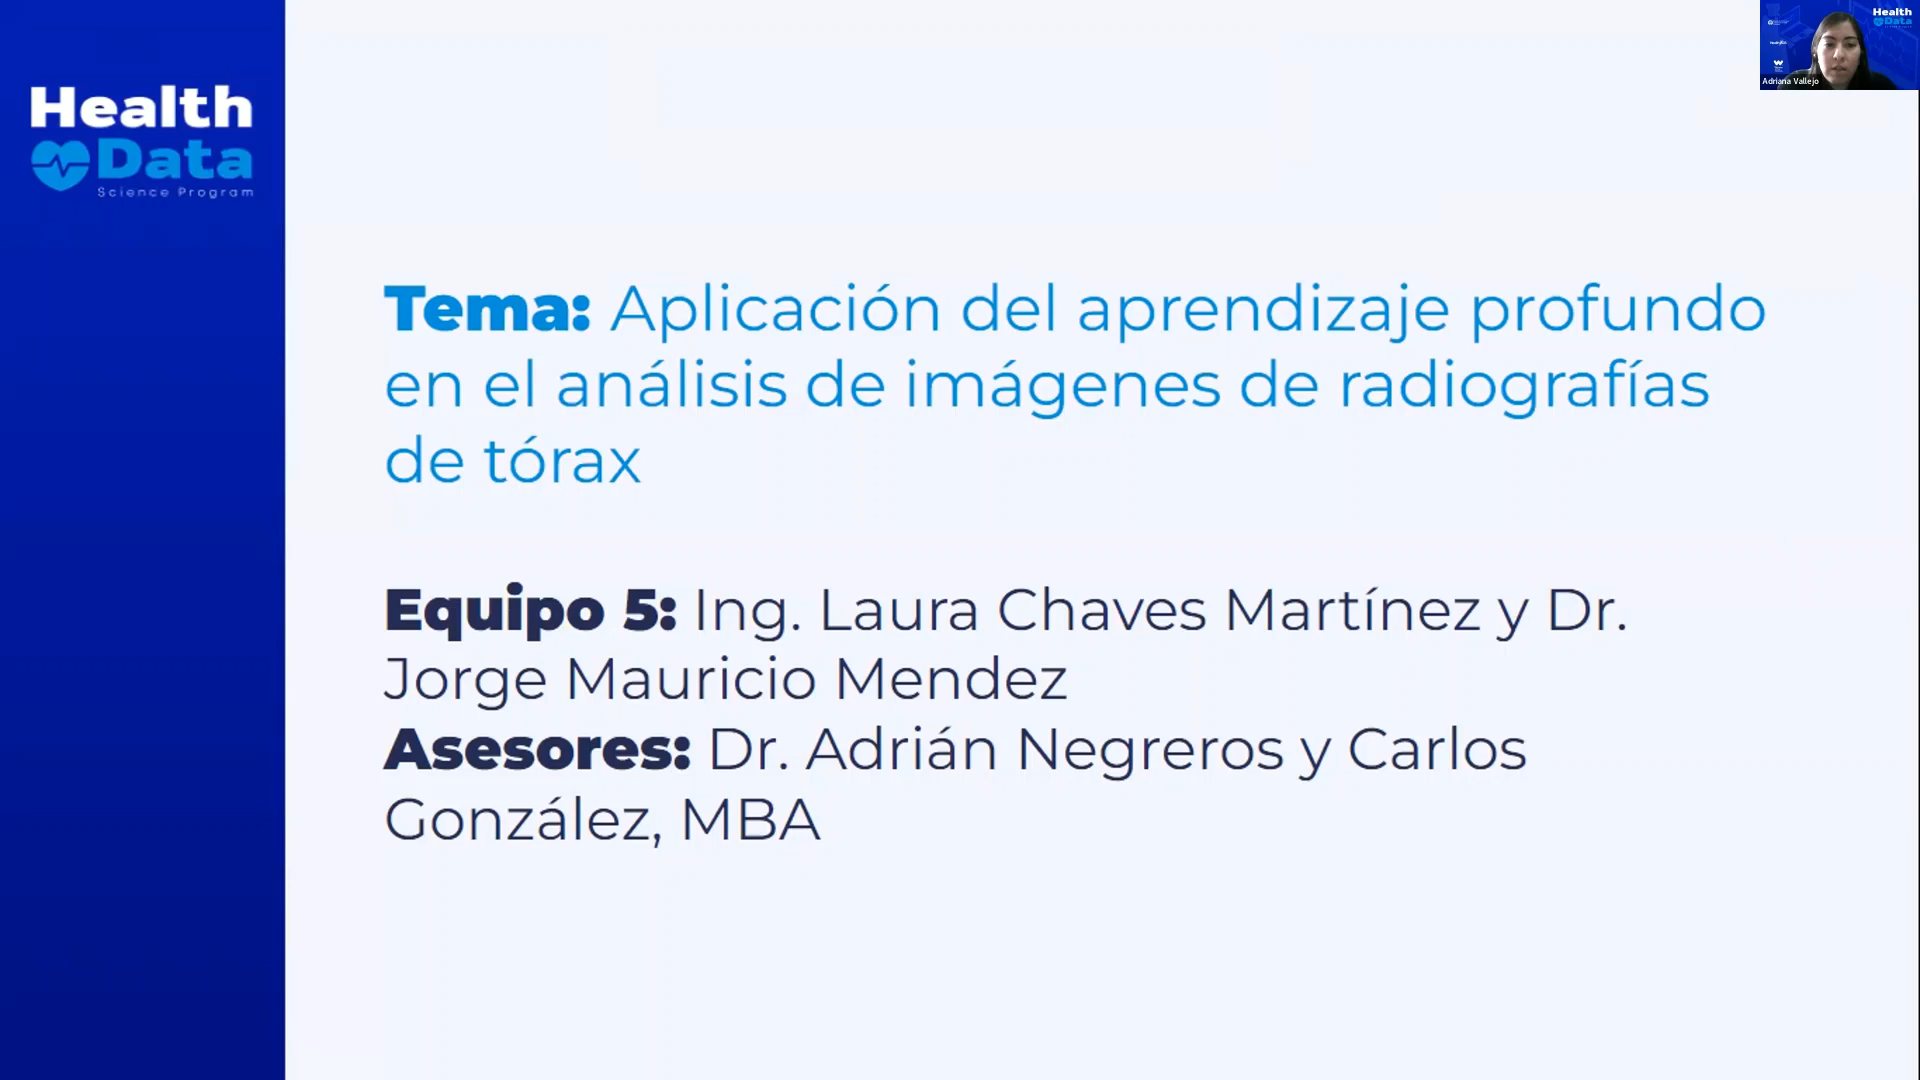 Health
Data
Science Program
Tema: Aplicación del aprendizaje profundo
en el análisis de imágenes de radiografías
de tórax
Equipo 5: Ing. Laura Chaves Martínez y Dr.
Jorge Mauricio Mendez
Asesores: Dr. Adrián Negreros y Carlos
González, MBA
Health
Data
Adriana Vallejo